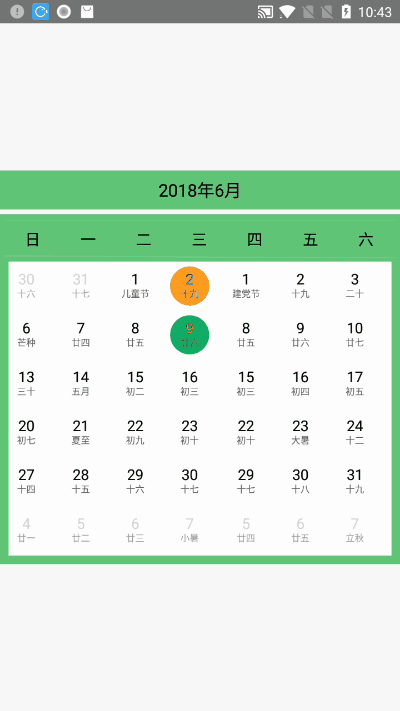 10:43
2018年6月
日 一 二 三 四 五 六
30 31 1 2 1 2 3
十六 十七 儿童节 十九 建党节 十九 二十
6 7 8 9 8 9 10
芒种 廿四 廿五 廿六 廿五 廿六 廿七
13 14 15 16 15 16 17
三十 五月 初二 初三 初三 初四 初五
20 21 22 23 22 23 24
初七 夏至 初九 初十 初十 大暑 十二
27 28 29 30 29 30 31
十四 十五 十六 十七 十七 十八 十九
4 5 6 7 5 6 7
廿一 廿二 廿三 小暑 廿四 廿五 立秋